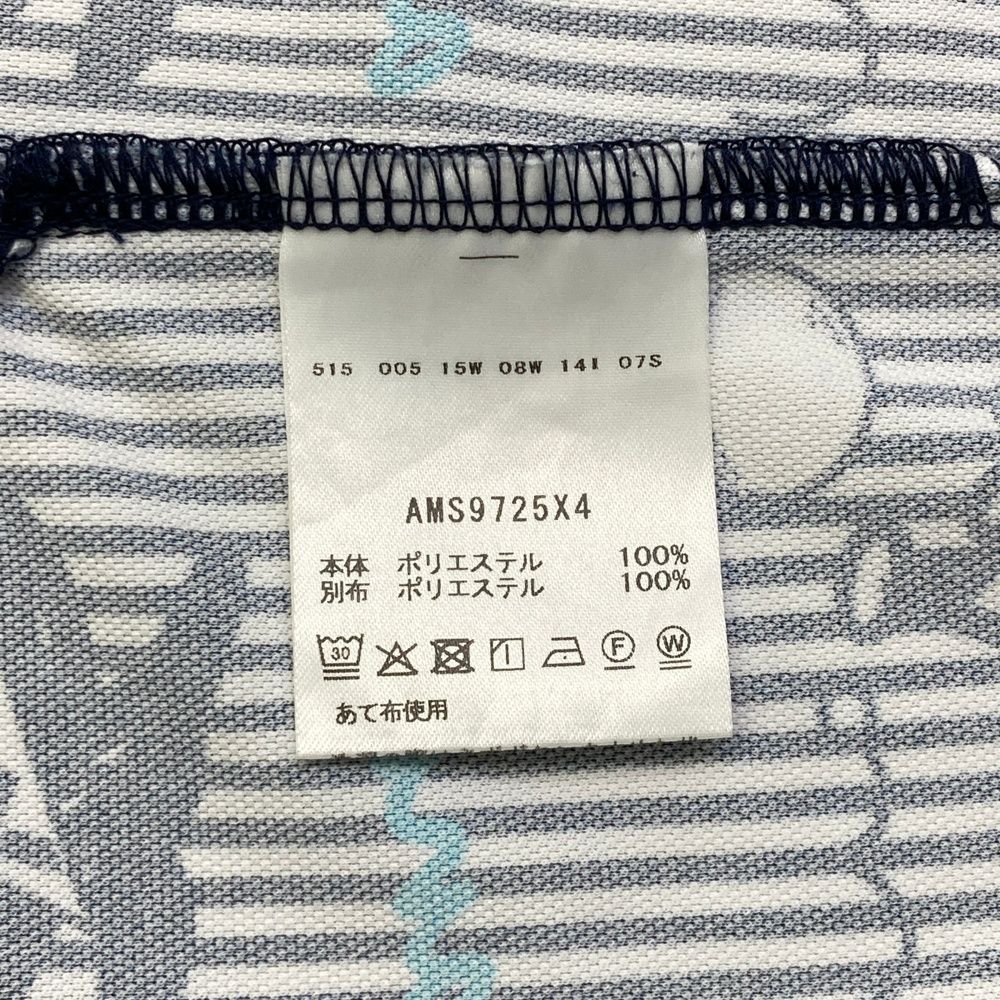 515 005 15W 08W 14I 07S
AMS9725X4
本体 ポリエステル 100%
別布 ポリエステル 100%
30 F W
あて布使用